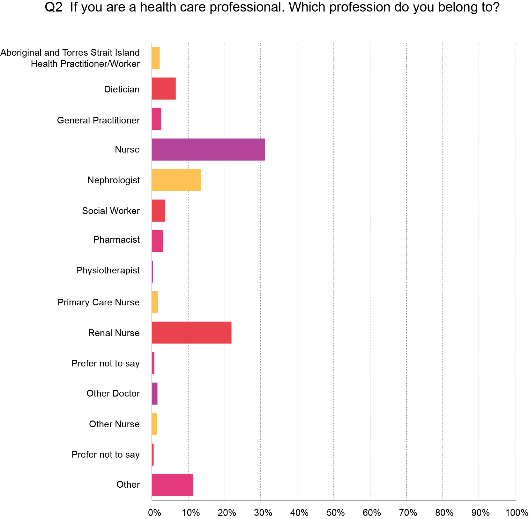 Q2  If you are a health care professional. Which profession do you belong to?
Aboriginal and Torres Strait Island
Health Practitioner/Worker
Dietician
General Practitioner
Nurse
Nephrologist
Social Worker
Pharmacist
Physiotherapist
Primary Care Nurse
Renal Nurse
Prefer not to say
Other Doctor
Other Nurse
Prefer not to say
Other
0% 10% 20% 30% 40% 50% 60% 70% 80% 90% 100%